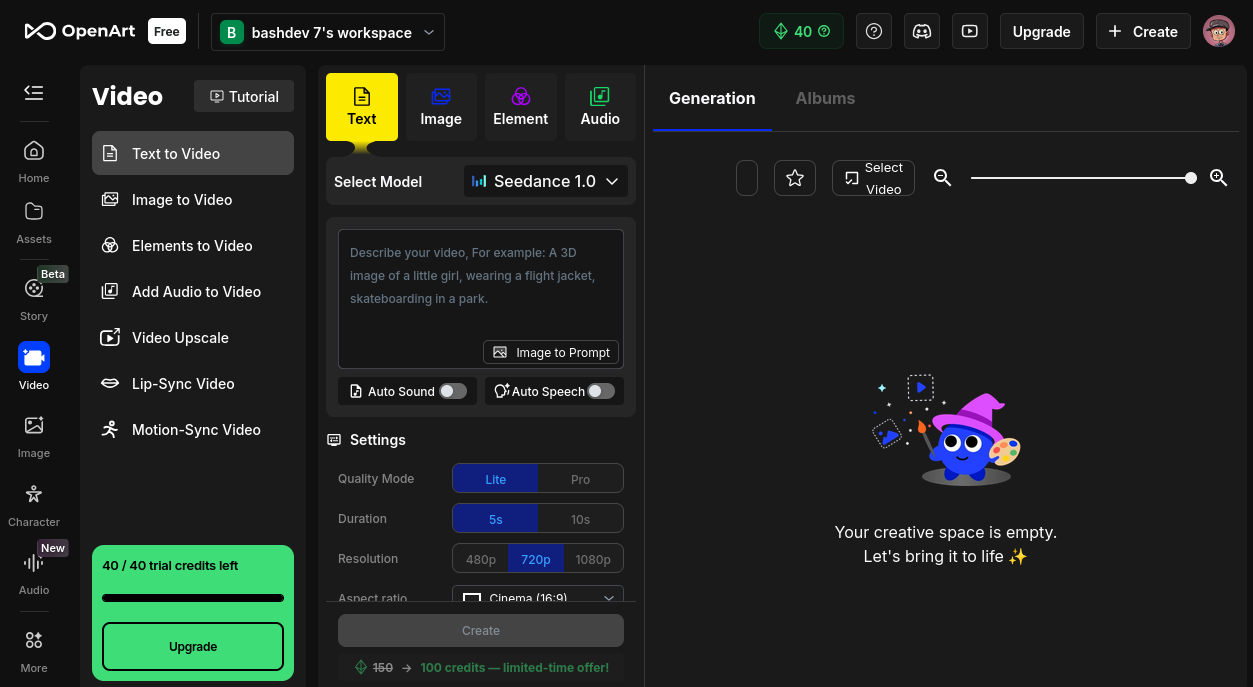 OpenArt
Free
B
bashdev 7's workspace
40
Upgrade
Create
Home
Assets
Beta
Story
Video
Image
Character
New
Audio
More
Video
Tutorial
Text to Video
Image to Video
Elements to Video
Add Audio to Video
Video Upscale
Lip-Sync Video
Motion-Sync Video
40 / 40 trial credits left
Upgrade
Text
Image
Element
Audio
Select Model
Seedance 1.0
Describe your video, For example: A 3D
image of a little girl, wearing a flight jacket,
skateboarding in a park.
Image to Prompt
Auto Sound
Auto Speech
Settings
Quality Mode
Lite
Pro
Duration
5s
10s
Resolution
480p
720p
1080p
Aspect ratio
Cinema (16:9)
Create
150 → 100 credits — limited-time offer!
Generation
Albums
Select
Video
Your creative space is empty.
Let's bring it to life ✨